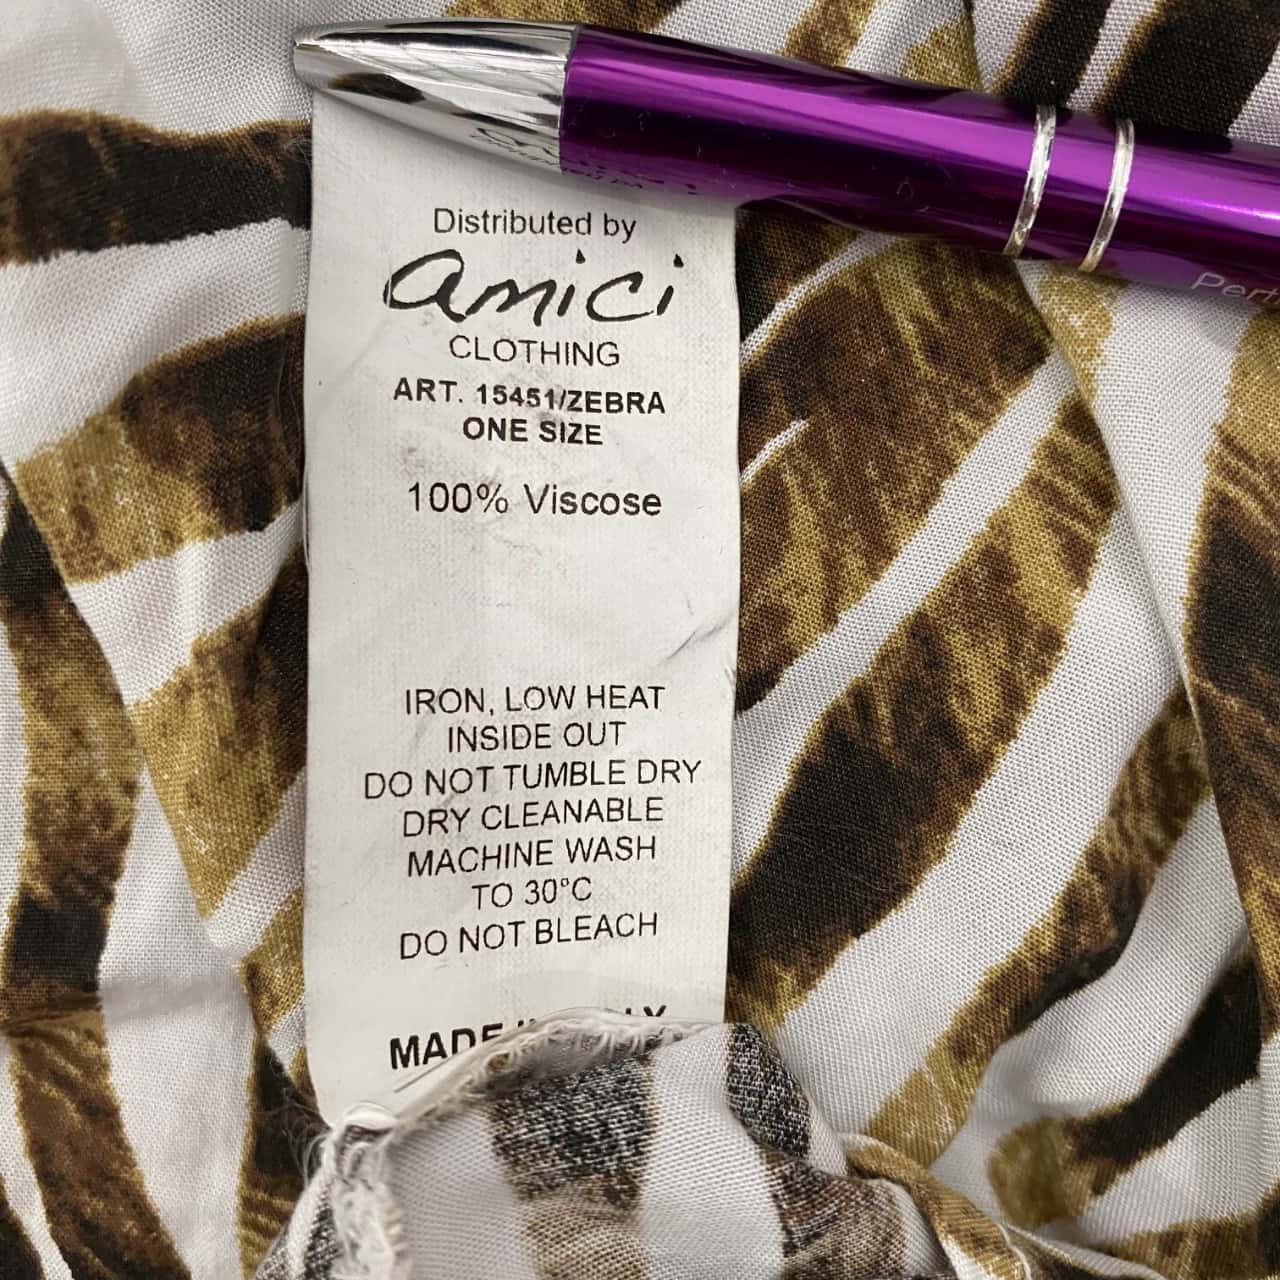 Distributed by
amici
CLOTHING
ART. 15451/ZEBRA
ONE SIZE
100% Viscose
IRON, LOW HEAT
INSIDE OUT
DO NOT TUMBLE DRY
DRY CLEANABLE
MACHINE WASH
TO 30°C
DO NOT BLEACH
MADE